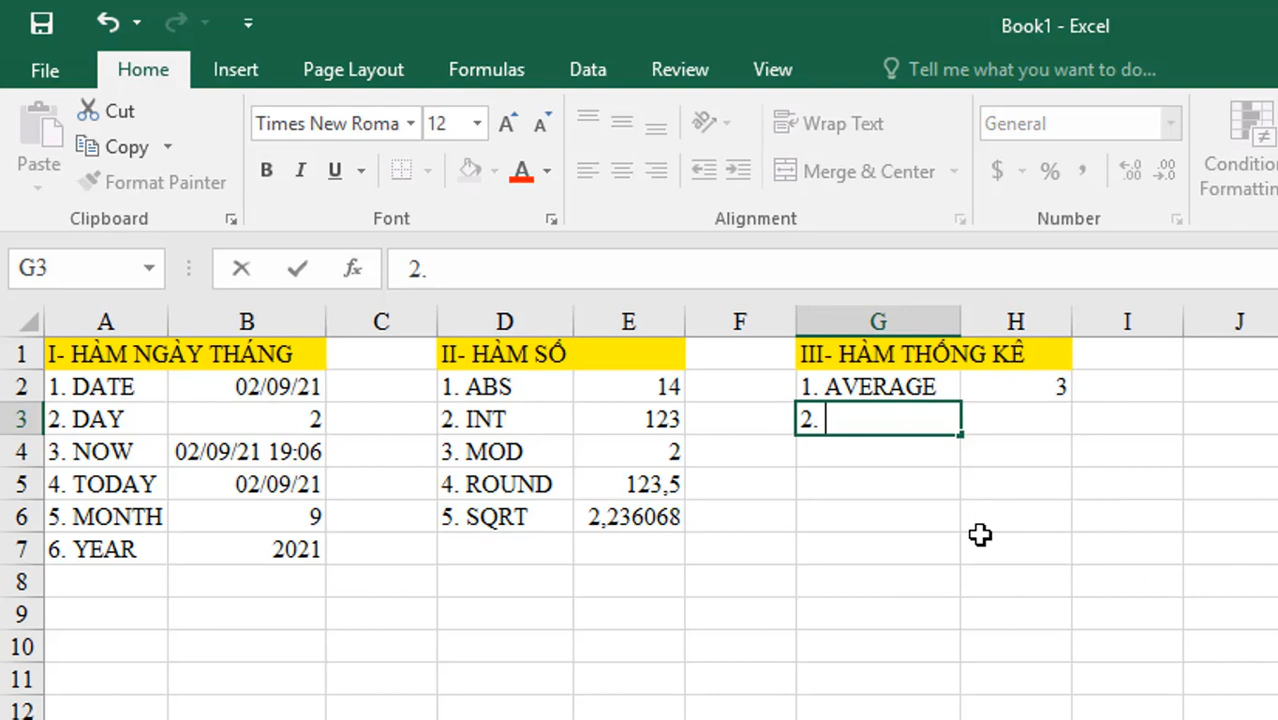 Book1 - Excel
File Home Insert Page Layout Formulas Data Review View Tell me what you want to do...
Paste
Cut
Copy
Format Painter
Clipboard
Times New Roma 12
B I U
Font
Wrap Text
Merge & Center
Alignment
General
$ % ,
Number
Condition
Formatting
G3 fx 2.
A B C D E F G H I J
1 I- HÀM NGÀY THÁNG II- HÀM SỐ III- HÀM THỐNG KÊ
2 1. DATE 02/09/21 1. ABS 14 1. AVERAGE 3
3 2. DAY 2 2. INT 123 2.
4 3. NOW 02/09/21 19:06 3. MOD 2
5 4. TODAY 02/09/21 4. ROUND 123,5
6 5. MONTH 9 5. SQRT 2,236068
7 6. YEAR 2021
8
9
10
11
12